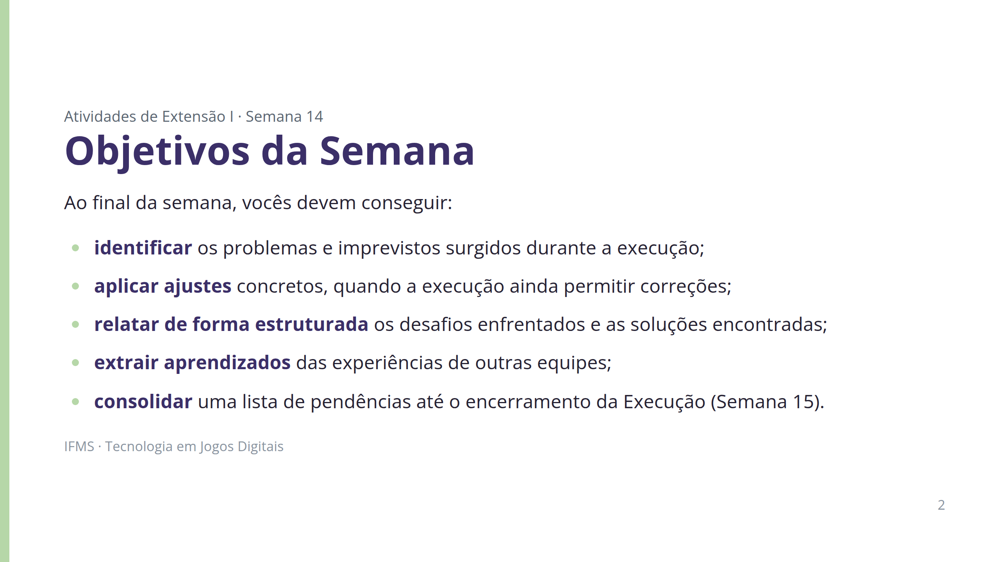 Atividades de Extensão I · Semana 14
Objetivos da Semana
Ao final da semana, vocês devem conseguir:
identificar os problemas e imprevistos surgidos durante a execução;
aplicar ajustes concretos, quando a execução ainda permitir correções;
relatar de forma estruturada os desafios enfrentados e as soluções encontradas;
extrair aprendizados das experiências de outras equipes;
consolidar uma lista de pendências até o encerramento da Execução (Semana 15).
IFMS · Tecnologia em Jogos Digitais
2